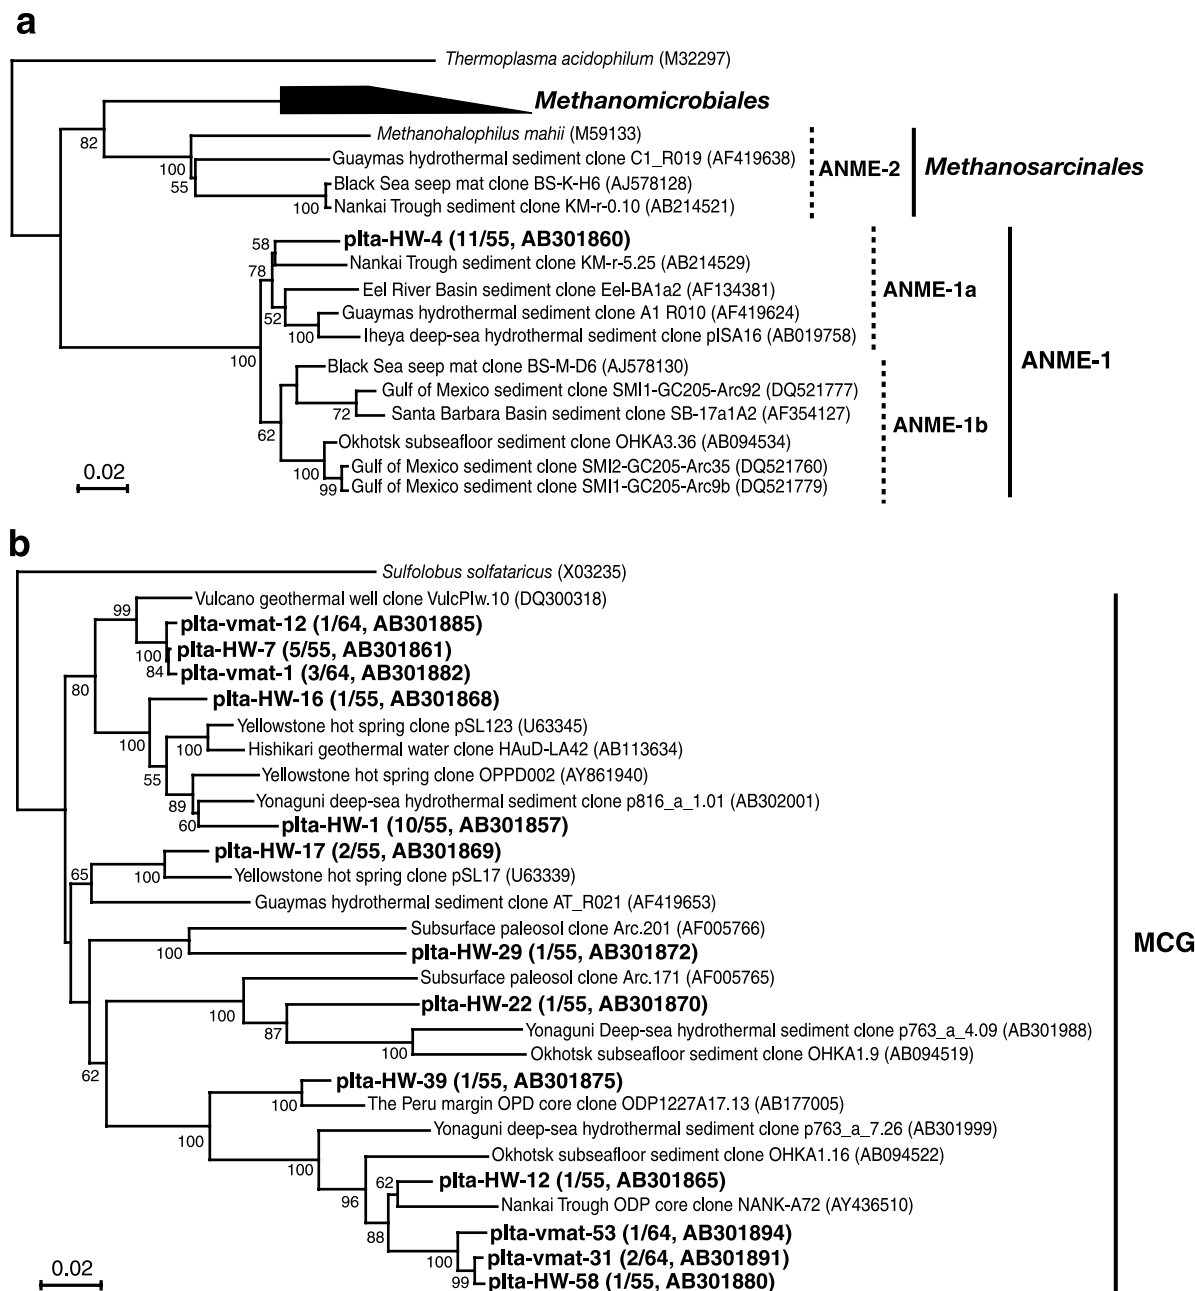 a
Thermoplasma acidophilum (M32297)
Methanomicrobiales
82
Methanohalophilus mahii (M59133)
100
Guaymas hydrothermal sediment clone C1_R019 (AF419638)
55
ANME-2
Methanosarcinales
Black Sea seep mat clone BS-K-H6 (AJ578128)
100
Nankai Trough sediment clone KM-r-0.10 (AB214521)
58
plta-HW-4 (11/55, AB301860)
78
Nankai Trough sediment clone KM-r-5.25 (AB214529)
Eel River Basin sediment clone Eel-BA1a2 (AF134381)
ANME-1a
52
Guaymas hydrothermal sediment clone A1 R010 (AF419624)
100
Iheya deep-sea hydrothermal sediment clone pISA16 (AB019758)
100
ANME-1
Black Sea seep mat clone BS-M-D6 (AJ578130)
Gulf of Mexico sediment clone SMI1-GC205-Arc92 (DQ521777)
72
Santa Barbara Basin sediment clone SB-17a1A2 (AF354127)
62
ANME-1b
Okhotsk subseafloor sediment clone OHKA3.36 (AB094534)
100
Gulf of Mexico sediment clone SMI2-GC205-Arc35 (DQ521760)
99
Gulf of Mexico sediment clone SMI1-GC205-Arc9b (DQ521779)
0.02
b
Sulfolobus solfataricus (X03235)
Vulcano geothermal well clone VulcPIw.10 (DQ300318)
99
plta-vmat-12 (1/64, AB301885)
100
plta-HW-7 (5/55, AB301861)
84
plta-vmat-1 (3/64, AB301882)
80
plta-HW-16 (1/55, AB301868)
100
Yellowstone hot spring clone pSL123 (U63345)
100
Hishikari geothermal water clone HAuD-LA42 (AB113634)
55
Yellowstone hot spring clone OPPD002 (AY861940)
89
Yonaguni deep-sea hydrothermal sediment clone p816_a_1.01 (AB302001)
60
plta-HW-1 (10/55, AB301857)
plta-HW-17 (2/55, AB301869)
65
100
Yellowstone hot spring clone pSL17 (U63339)
Guaymas hydrothermal sediment clone AT_R021 (AF419653)
Subsurface paleosol clone Arc.201 (AF005766)
100
plta-HW-29 (1/55, AB301872)
MCG
Subsurface paleosol clone Arc.171 (AF005765)
100
plta-HW-22 (1/55, AB301870)
87
Yonaguni Deep-sea hydrothermal sediment clone p763_a_4.09 (AB301988)
100
Okhotsk subseafloor sediment clone OHKA1.9 (AB094519)
62
plta-HW-39 (1/55, AB301875)
100
The Peru margin OPD core clone ODP1227A17.13 (AB177005)
100
Yonaguni deep-sea hydrothermal sediment clone p763_a_7.26 (AB301999)
100
Okhotsk subseafloor sediment clone OHKA1.16 (AB094522)
96
62
plta-HW-12 (1/55, AB301865)
Nankai Trough ODP core clone NANK-A72 (AY436510)
88
plta-vmat-53 (1/64, AB301894)
100
plta-vmat-31 (2/64, AB301891)
99
plta-HW-58 (1/55, AB301880)
0.02